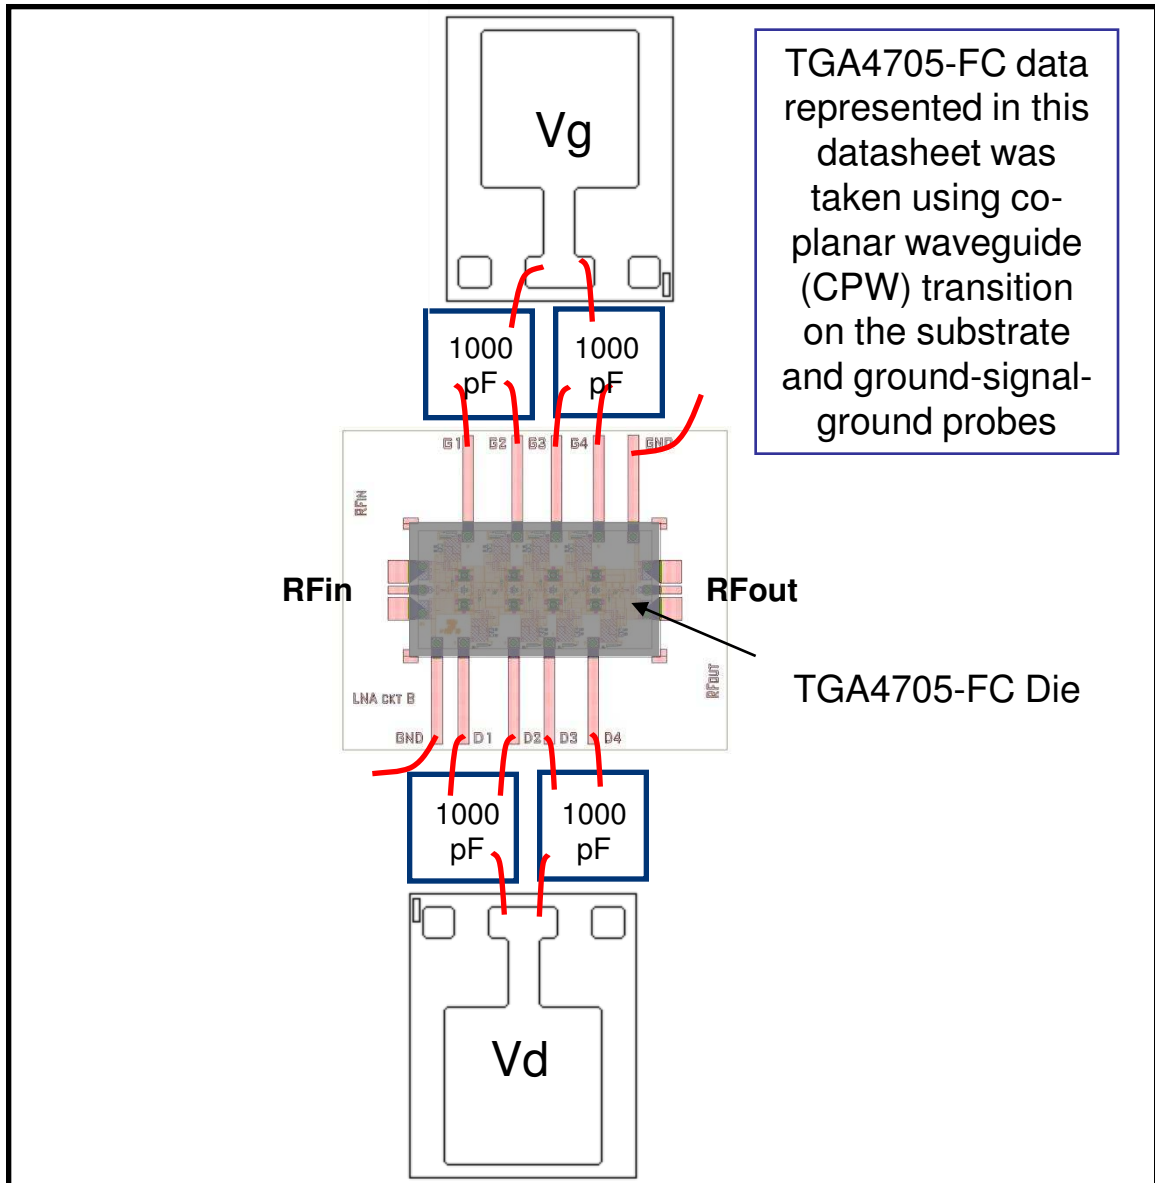 Vg
TGA4705-FC data
represented in this
datasheet was
taken using co-
planar waveguide
(CPW) transition
on the substrate
and ground-signal-
ground probes
1000
pF
1000
pF
G1
G2
G3
G4
GND
RFIN
RFin
RFout
TGA4705-FC Die
RFOUT
LNA CKT B
GND
D1
D2
D3
D4
1000
pF
1000
pF
Vd